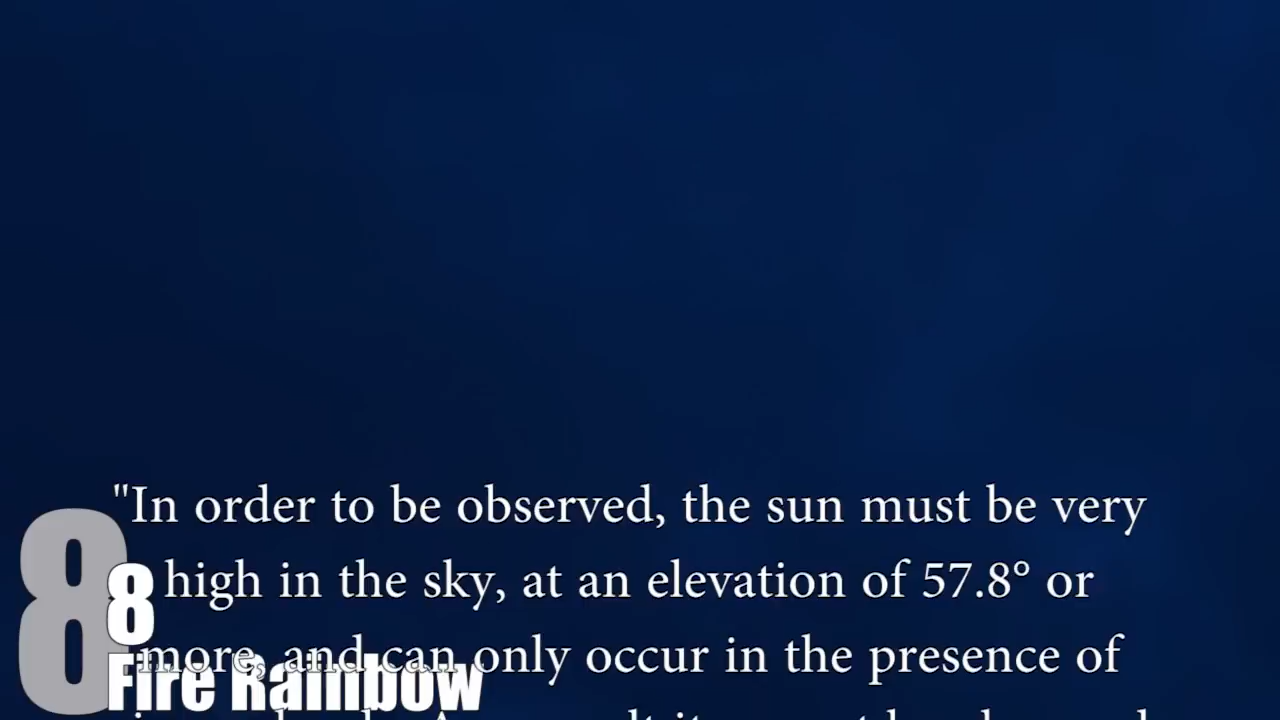 "In order to be observed, the sun must be very
high in the sky, at an elevation of 57.8° or
more, and can only occur in the presence of
8
8
Fire Rainbow